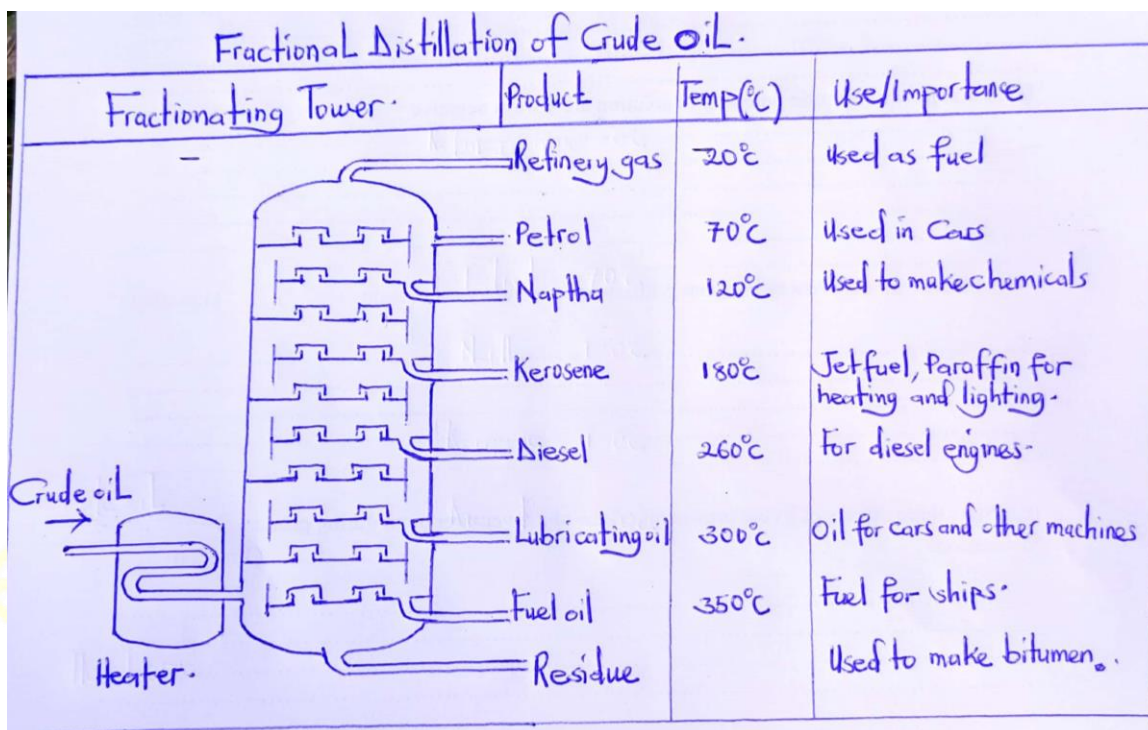 Fractional Distillation of Crude Oil.
Fractionating Tower. Product Temp(°C) Use/Importance
Refinery gas 20°C Used as fuel
Petrol 70°C Used in Cars
Naptha 120°C Used to make chemicals
Kerosene 180°C Jet fuel, Paraffin for
heating and lighting.
Diesel 260°C For diesel engines.
Crude oil
Lubricating oil 300°C Oil for cars and other machines
Fuel oil 350°C Fuel for ships.
Heater. Residue Used to make bitumen.